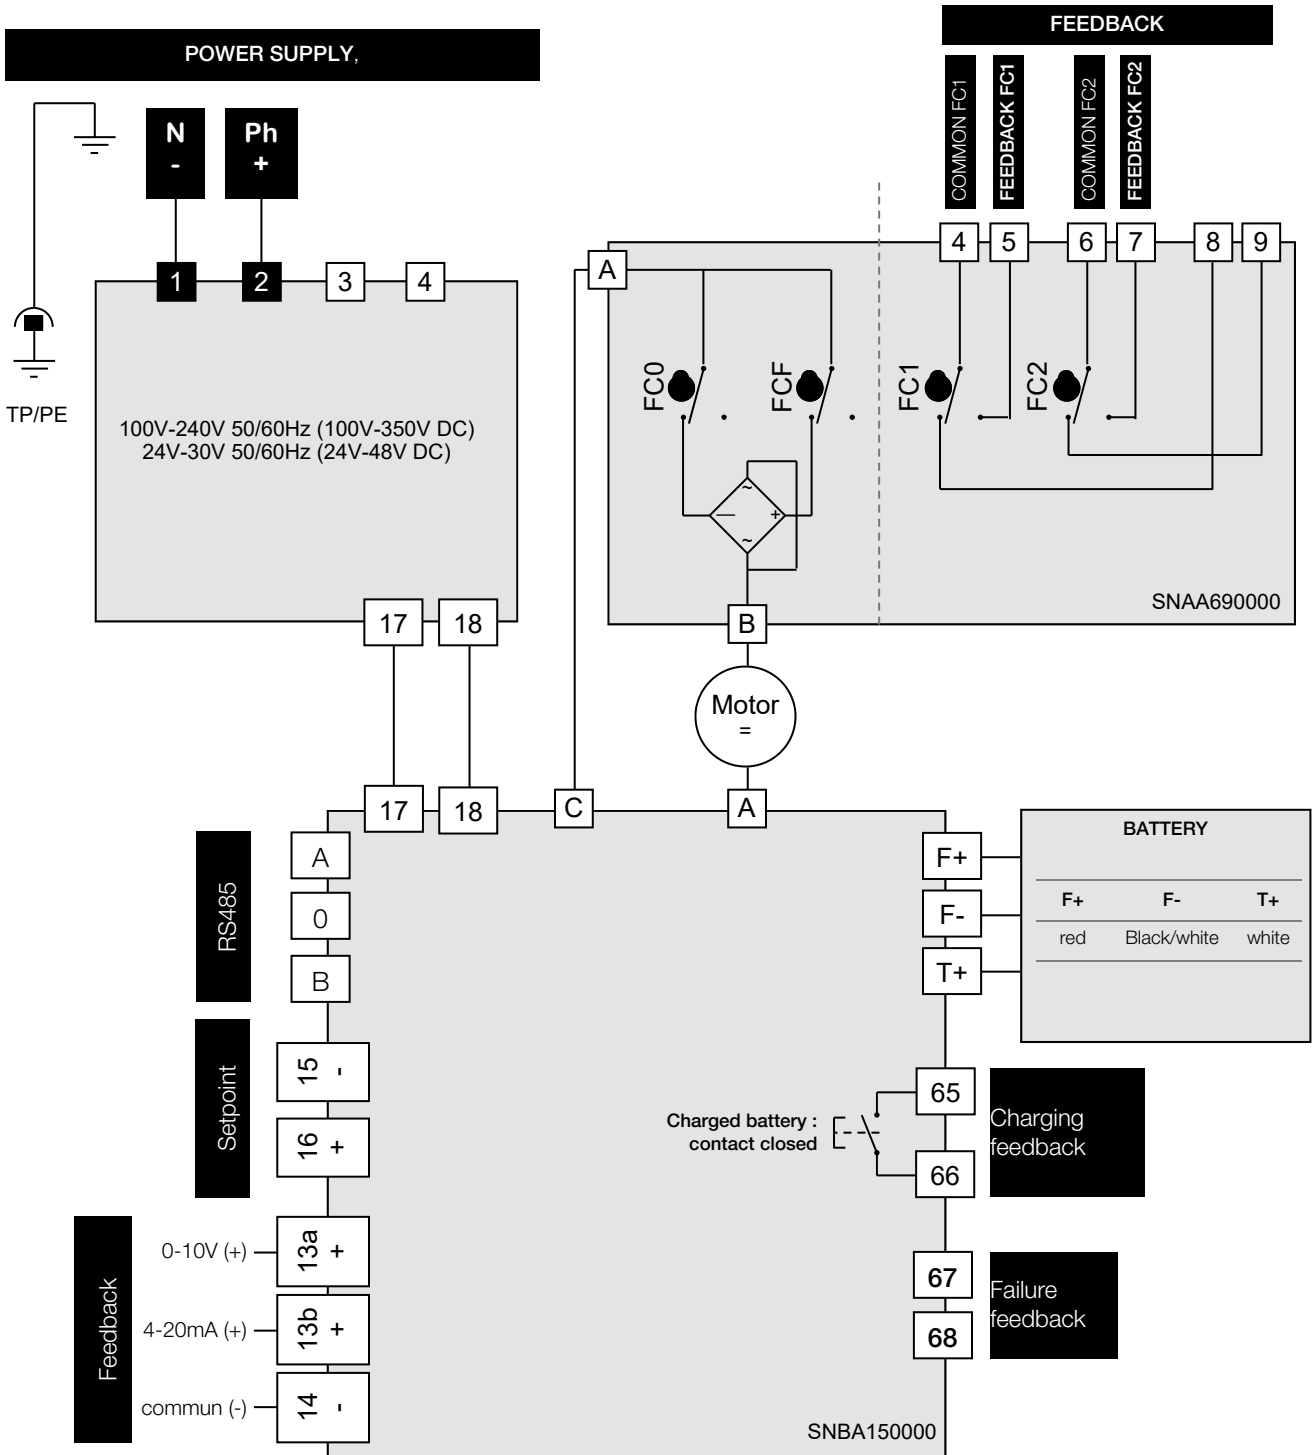 POWER SUPPLY,
FEEDBACK
COMMON FC1
FEEDBACK FC1
COMMON FC2
FEEDBACK FC2
N
-
Ph
+
1
2
3
4
TP/PE
100V-240V 50/60Hz (100V-350V DC)
24V-30V 50/60Hz (24V-48V DC)
17
18
A
4
5
6
7
8
9
FC0
FCF
FC1
FC2
~
—
+
~
SNAA690000
B
Motor
=
17
18
C
A
RS485
A
0
B
Setpoint
15 -
16 +
Feedback
0-10V (+)
13a +
4-20mA (+)
13b +
commun (-)
14 -
F+
F-
T+
BATTERY
F+ F- T+
red Black/white white
Charged battery :
contact closed
65
66
Charging
feedback
67
68
Failure
feedback
SNBA150000